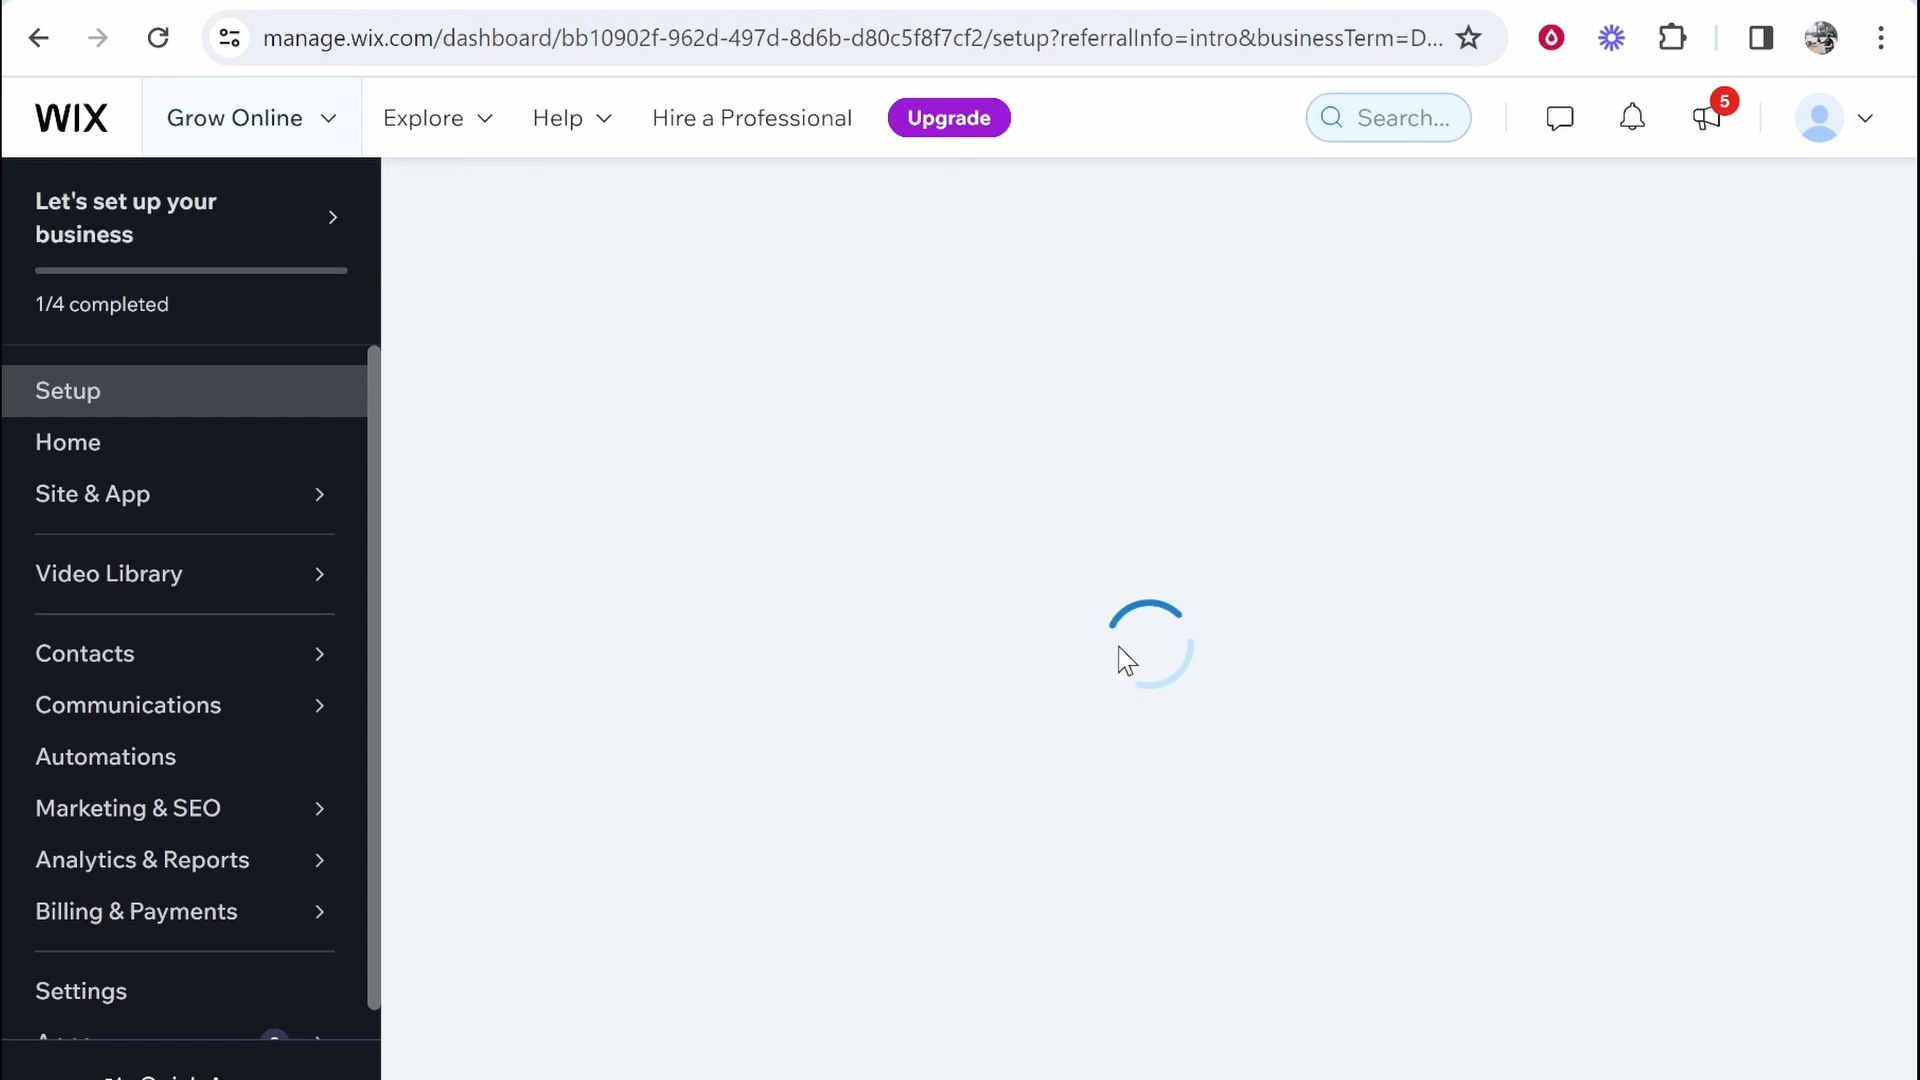 manage.wix.com/dashboard/bb10902f-962d-497d-8d6b-d80c5f8f7cf2/setup?referralInfo=intro&businessTerm=D...
WIX
Grow Online
Explore
Help
Hire a Professional
Upgrade
Search...
5
Let's set up your
business
1/4 completed
Setup
Home
Site & App
Video Library
Contacts
Communications
Automations
Marketing & SEO
Analytics & Reports
Billing & Payments
Settings